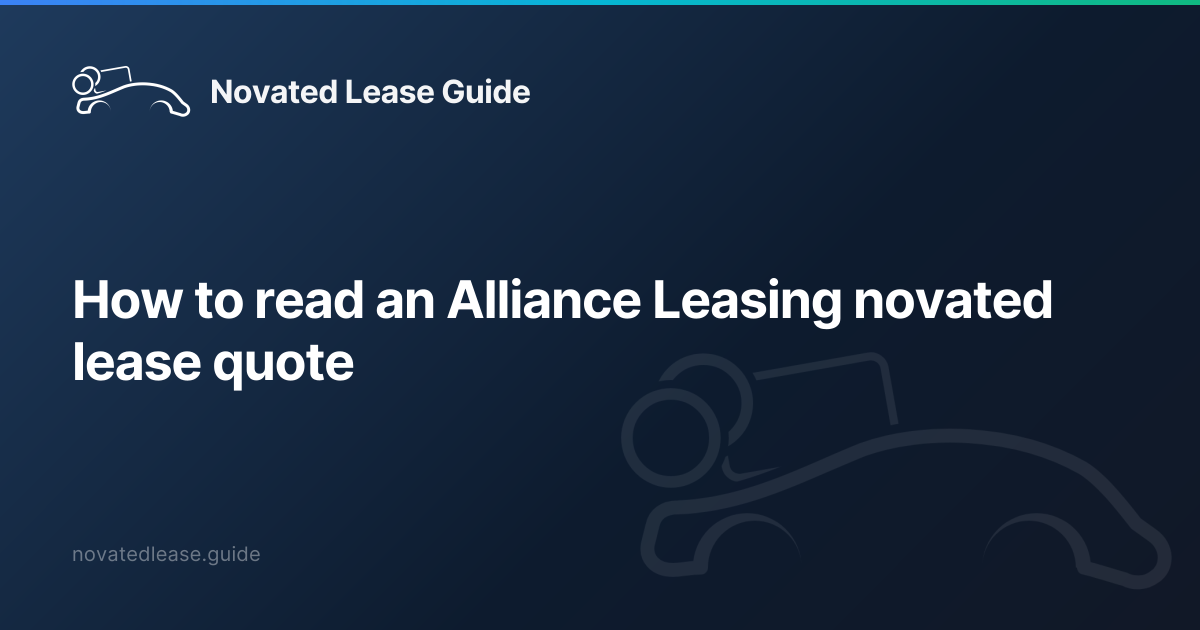 Novated Lease Guide
How to read an Alliance Leasing novated
lease quote
novatedlease.guide